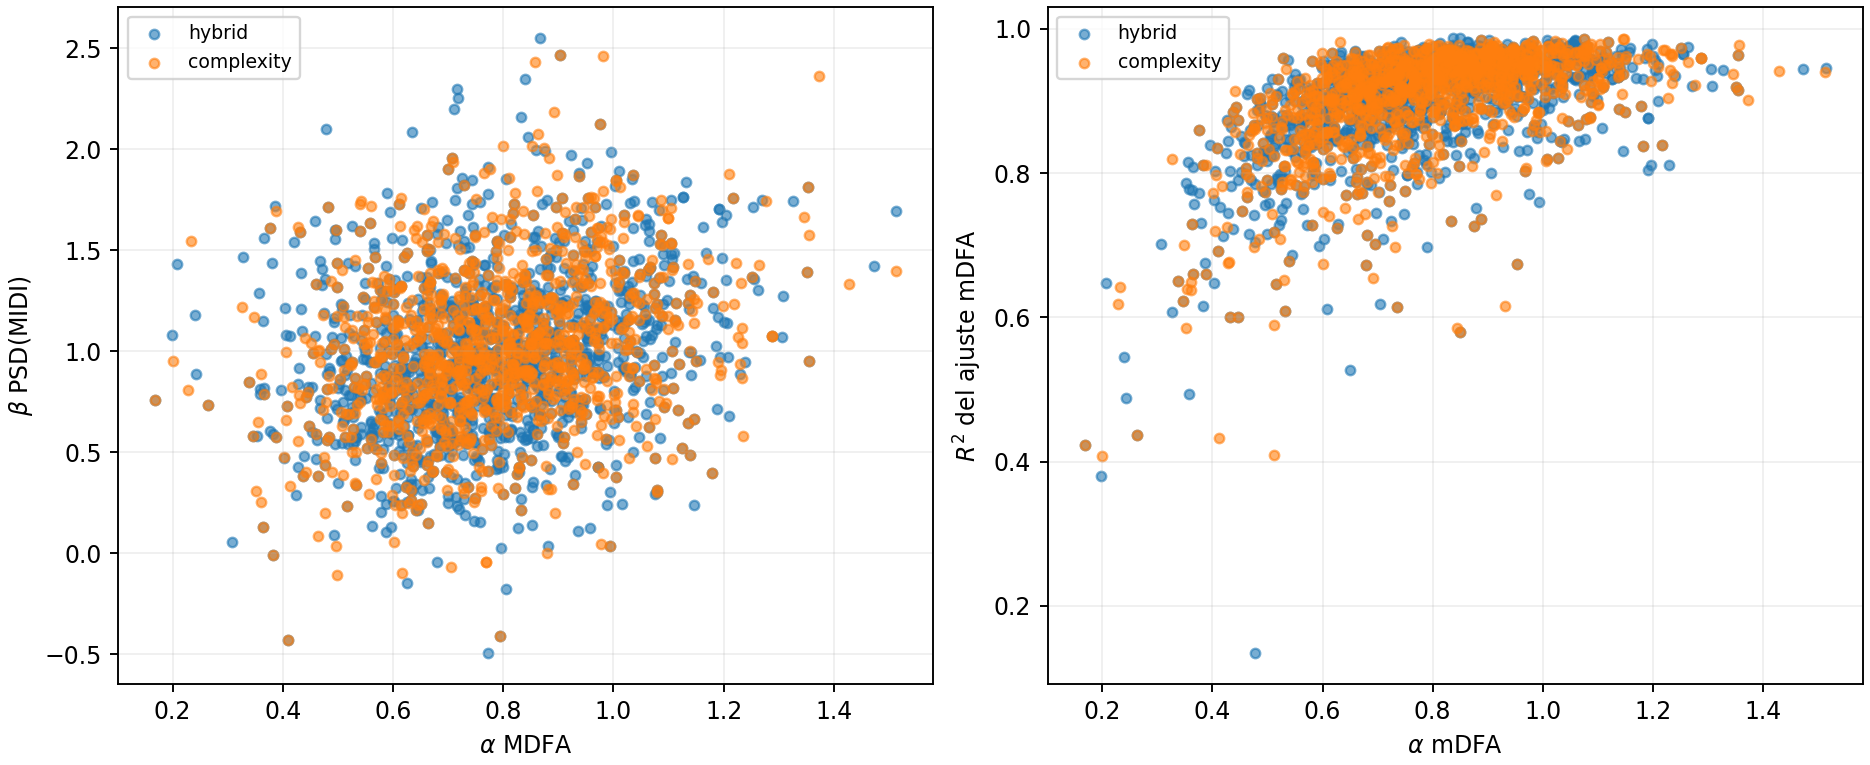 hybrid
complexity
2.5
2.0
1.5
1.0
0.5
0.0
−0.5
β PSD(MIDI)
0.2 0.4 0.6 0.8 1.0 1.2 1.4
α MDFA
hybrid
complexity
1.0
0.8
0.6
0.4
0.2
R² del ajuste mDFA
0.2 0.4 0.6 0.8 1.0 1.2 1.4
α mDFA